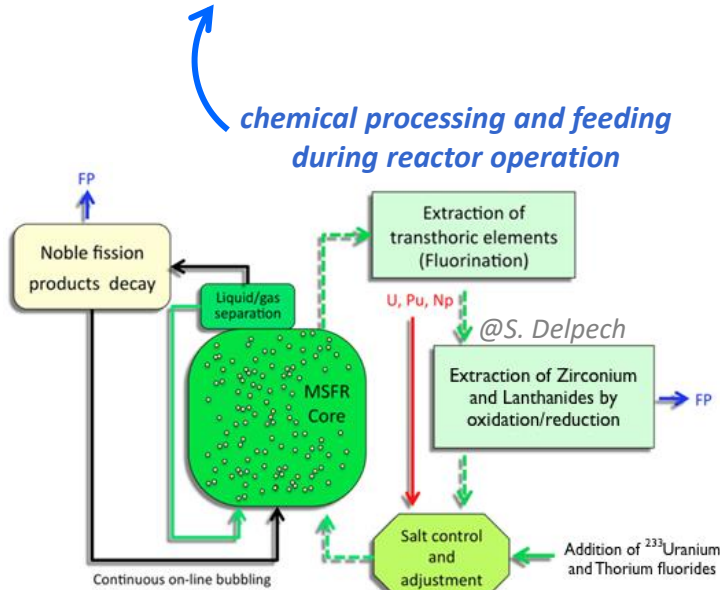 chemical processing and feeding
during reactor operation
FP
Noble fission
products decay
Liquid/gas
separation
MSFR
Core
Extraction of
transthoric elements
(Fluorination)
U, Pu, Np
@S. Delpech
Extraction of Zirconium
and Lanthanides by
oxidation/reduction
FP
Salt control
and
adjustment
Addition of ²³³Uranium
and Thorium fluorides
Continuous on-line bubbling